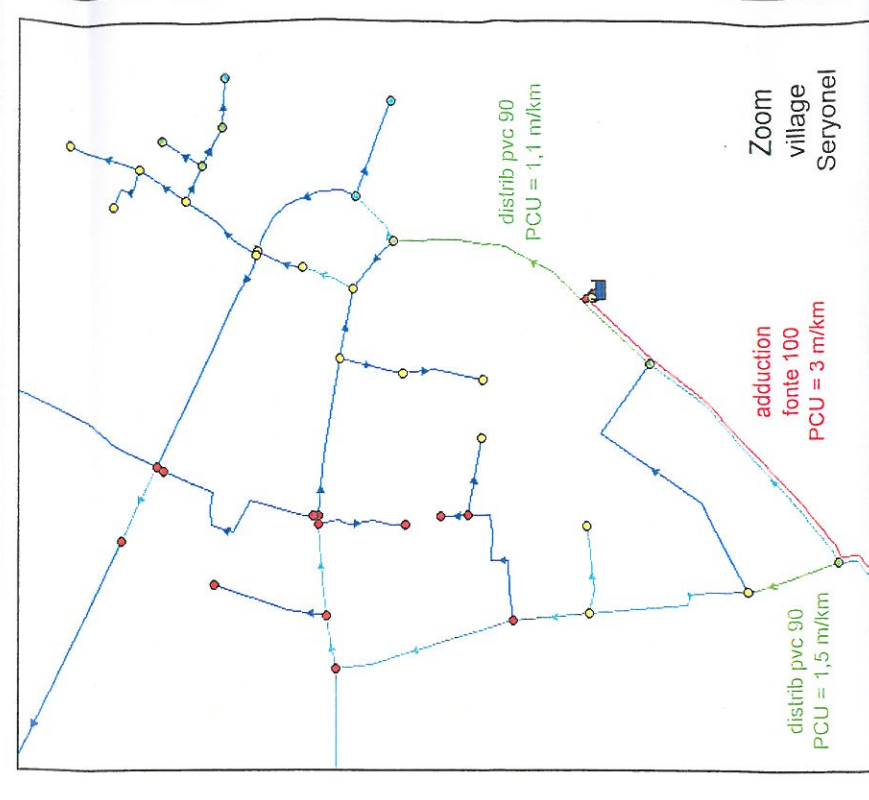 distrib pvc 90
PCU = 1,1 m/km
Zoom
village
Seryonel
adduction
fonte 100
PCU = 3 m/km
distrib pvc 90
PCU = 1,5 m/km